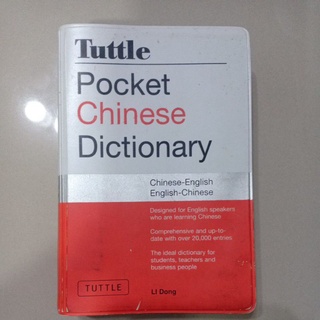 Tuttle
Pocket
Chinese
Dictionary
Chinese-English
English-Chinese
Designed for English speakers
who are learning Chinese
Comprehensive and up-to-
date with over 20,000 entries
The ideal dictionary for
students, teachers and
business people
TUTTLE
LI Dong